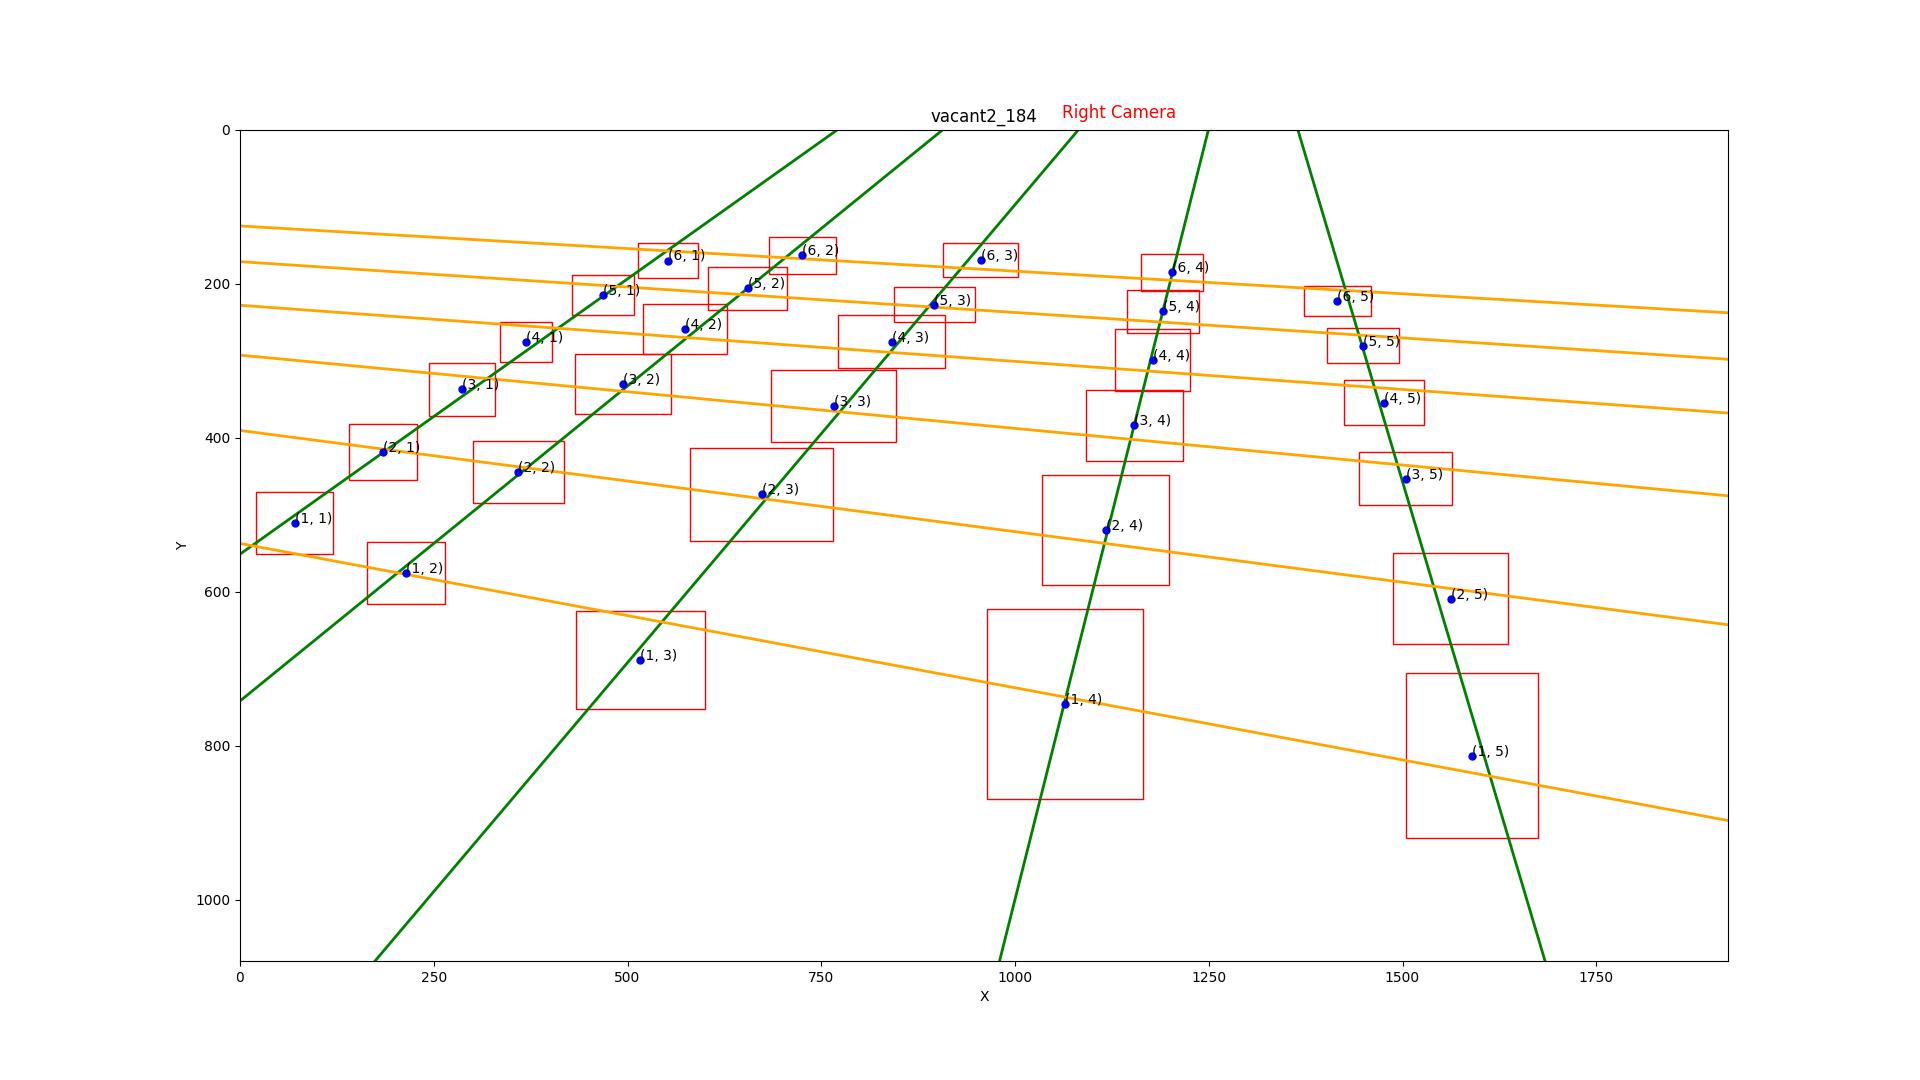 vacant2_184 Right Camera
0
(6, 1) (6, 2) (6, 3) (6, 4) (6, 5)
200
(5, 1) (5, 2) (5, 3) (5, 4) (5, 5)
(4, 1) (4, 2) (4, 3) (4, 4) (4, 5)
(3, 1) (3, 2) (3, 3) (3, 4) (3, 5)
400
(2, 1) (2, 2) (2, 3) (2, 4) (2, 5)
(1, 1) (1, 2) (1, 3) (1, 4) (1, 5)
Y
600
800
1000
0 250 500 750 1000 1250 1500 1750
X